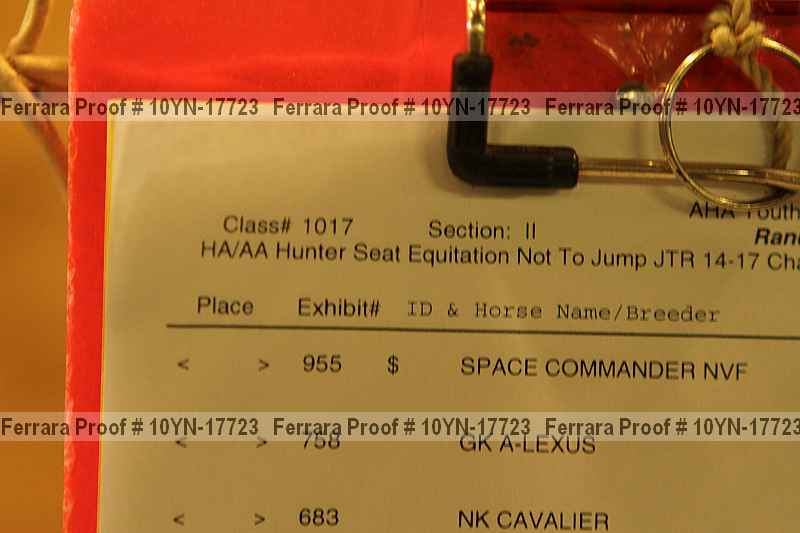 Ferrara Proof # 10YN-17723 Ferrara Proof # 10YN-17723 Ferrara Proof # 10YN-17723
AHA Youth
Class# 1017 Section: II
HA/AA Hunter Seat Equitation Not To Jump JTR 14-17 Cha
Place Exhibit# ID & Horse Name/Breeder
< > 955 $ SPACE COMMANDER NVF
Ferrara Proof # 10YN-17723 Ferrara Proof # 10YN-17723 Ferrara Proof # 10YN-17723
< > 758 GK A-LEXUS
< > 683 NK CAVALIER